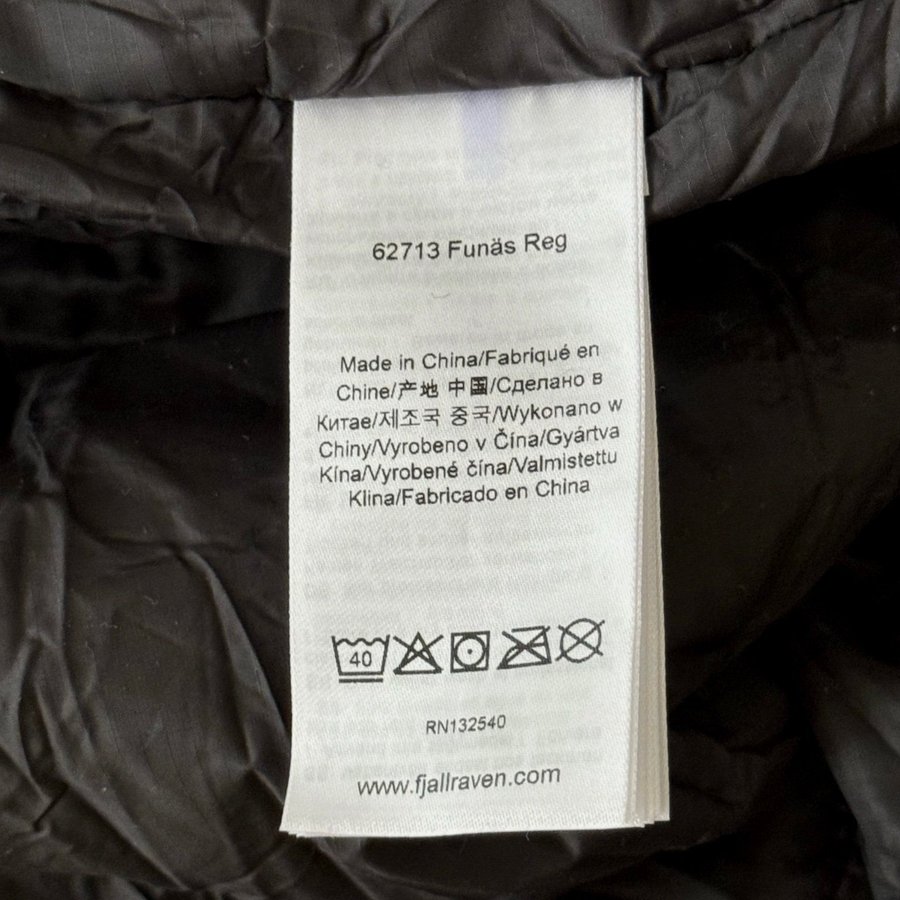 62713 Funäs Reg
Made in China/Fabriqué en
Chine/产地 中国/Сделано в
Китае/제조국 중국/Wykonano w
Chiny/Vyrobeno v Čína/Gyártva
Kína/Vyrobené čína/Valmistettu
Klina/Fabricado en China
40
RN132540
www.fjallraven.com